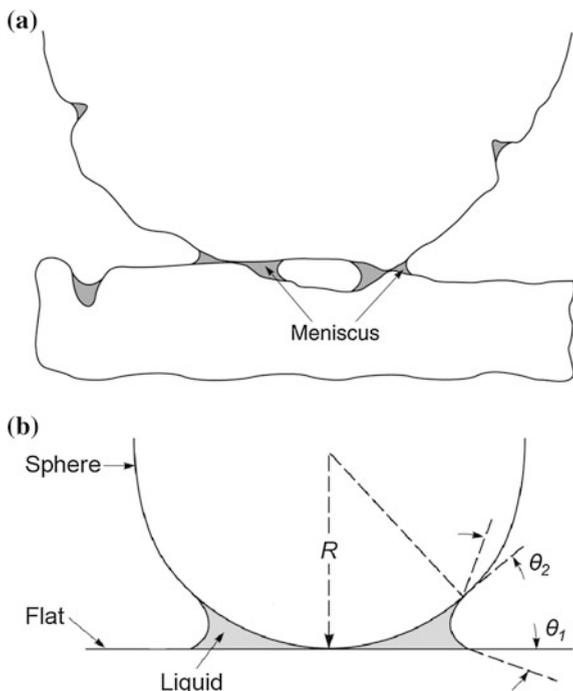 (a)
Meniscus
(b)
Sphere
R
θ2
Flat
θ1
Liquid